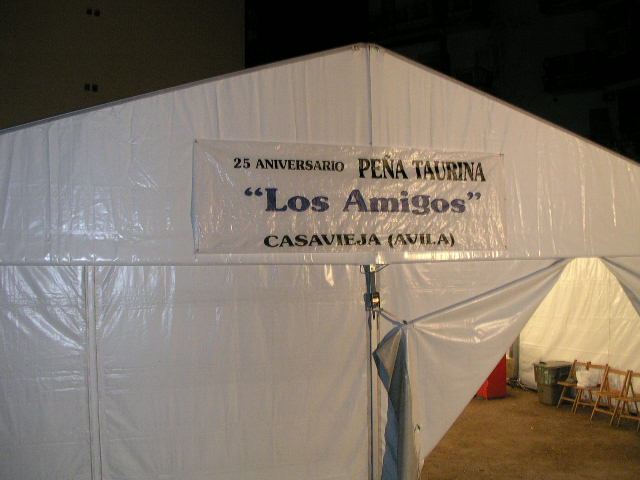 25 ANIVERSARIO PEÑA TAURINA
“Los Amigos”
CASAVIEJA (AVILA)